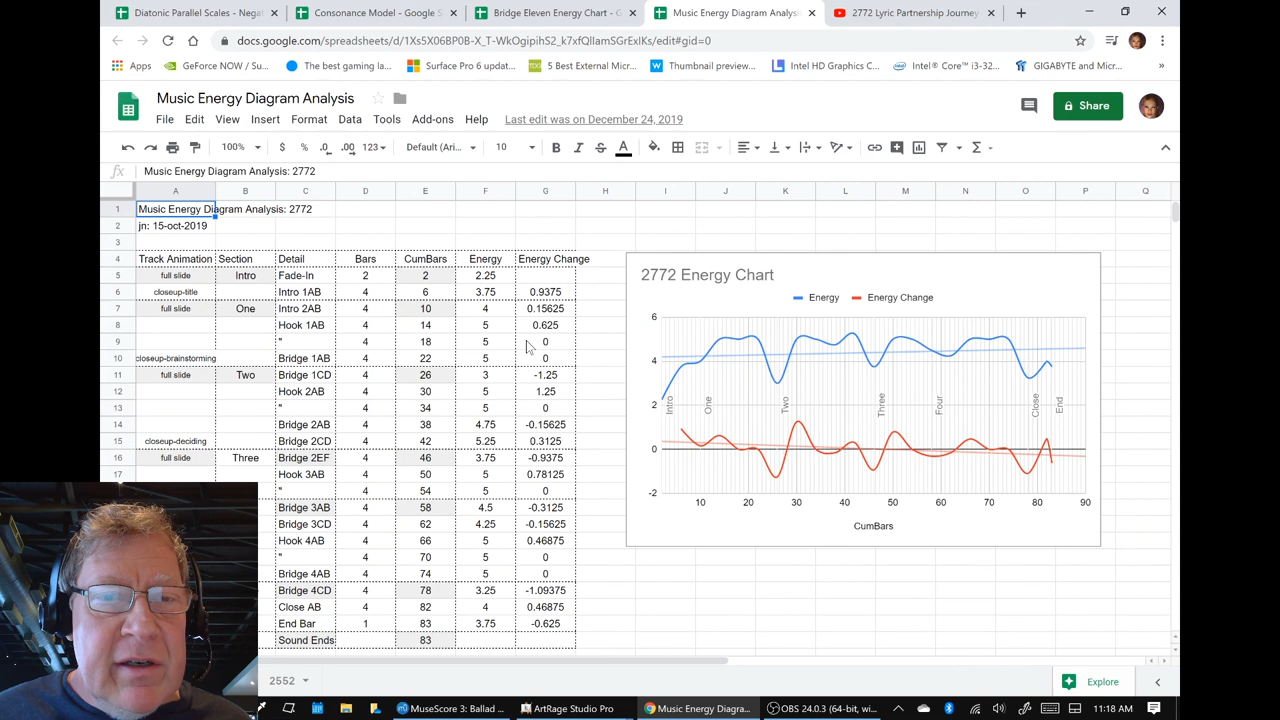 Diatonic Parallel Scales - Nega
Consonance Model - Google S
Bridge Eleven Energy Chart - G
Music Energy Diagram Analysis
2772 Lyric Partnership Journey
docs.google.com/spreadsheets/d/1Xs5X06BP0B-X_T-WkOgipihS2_k7xfQllamSGrExIKs/edit#gid=0
Apps GeForce NOW / Su... The best gaming la... Surface Pro 6 updat... 5 Best External Micr... Thumbnail preview... Intel HD Graphics C... Intel® Core™ i3-32... GIGABYTE and Micr...
Music Energy Diagram Analysis
Share
File Edit View Insert Format Data Tools Add-ons Help Last edit was on December 24, 2019
100% $ % .0 .00 123 Default (Ari... 10 B I S A
fx Music Energy Diagram Analysis: 2772
A B C D E F G H I J K L M N O P Q
1 Music Energy Diagram Analysis: 2772
2 jn: 15-oct-2019
3
4 Track Animation Section Detail Bars CumBars Energy Energy Change
5 full slide Intro Fade-In 2 2 2.25
6 closeup-title Intro 1AB 4 6 3.75 0.9375
7 full slide One Intro 2AB 4 10 4 0.15625
8 Hook 1AB 4 14 5 0.625
9 " 4 18 5 0
10 closeup-brainstorming Bridge 1AB 4 22 5 0
11 full slide Two Bridge 1CD 4 26 3 -1.25
12 Hook 2AB 4 30 5 1.25
13 " 4 34 5 0
14 Bridge 2AB 4 38 4.75 -0.15625
15 closeup-deciding Bridge 2CD 4 42 5.25 0.3125
16 full slide Three Bridge 2EF 4 46 3.75 -0.9375
17 Hook 3AB 4 50 5 0.78125
" 4 54 5 0
Bridge 3AB 4 58 4.5 -0.3125
Bridge 3CD 4 62 4.25 -0.15625
Hook 4AB 4 66 5 0.46875
" 4 70 5 0
Bridge 4AB 4 74 5 0
Bridge 4CD 4 78 3.25 -1.09375
Close AB 4 82 4 0.46875
End Bar 1 83 3.75 -0.625
Sound Ends 83
2772 Energy Chart
Energy Energy Change
6
4
2
0
-2
Intro One Two Three Four Close End
10 20 30 40 50 60 70 80 90
CumBars
2552
Explore
MuseScore 3: Ballad ... ArtRage Studio Pro Music Energy Diagra... OBS 24.0.3 (64-bit, wi... 11:18 AM